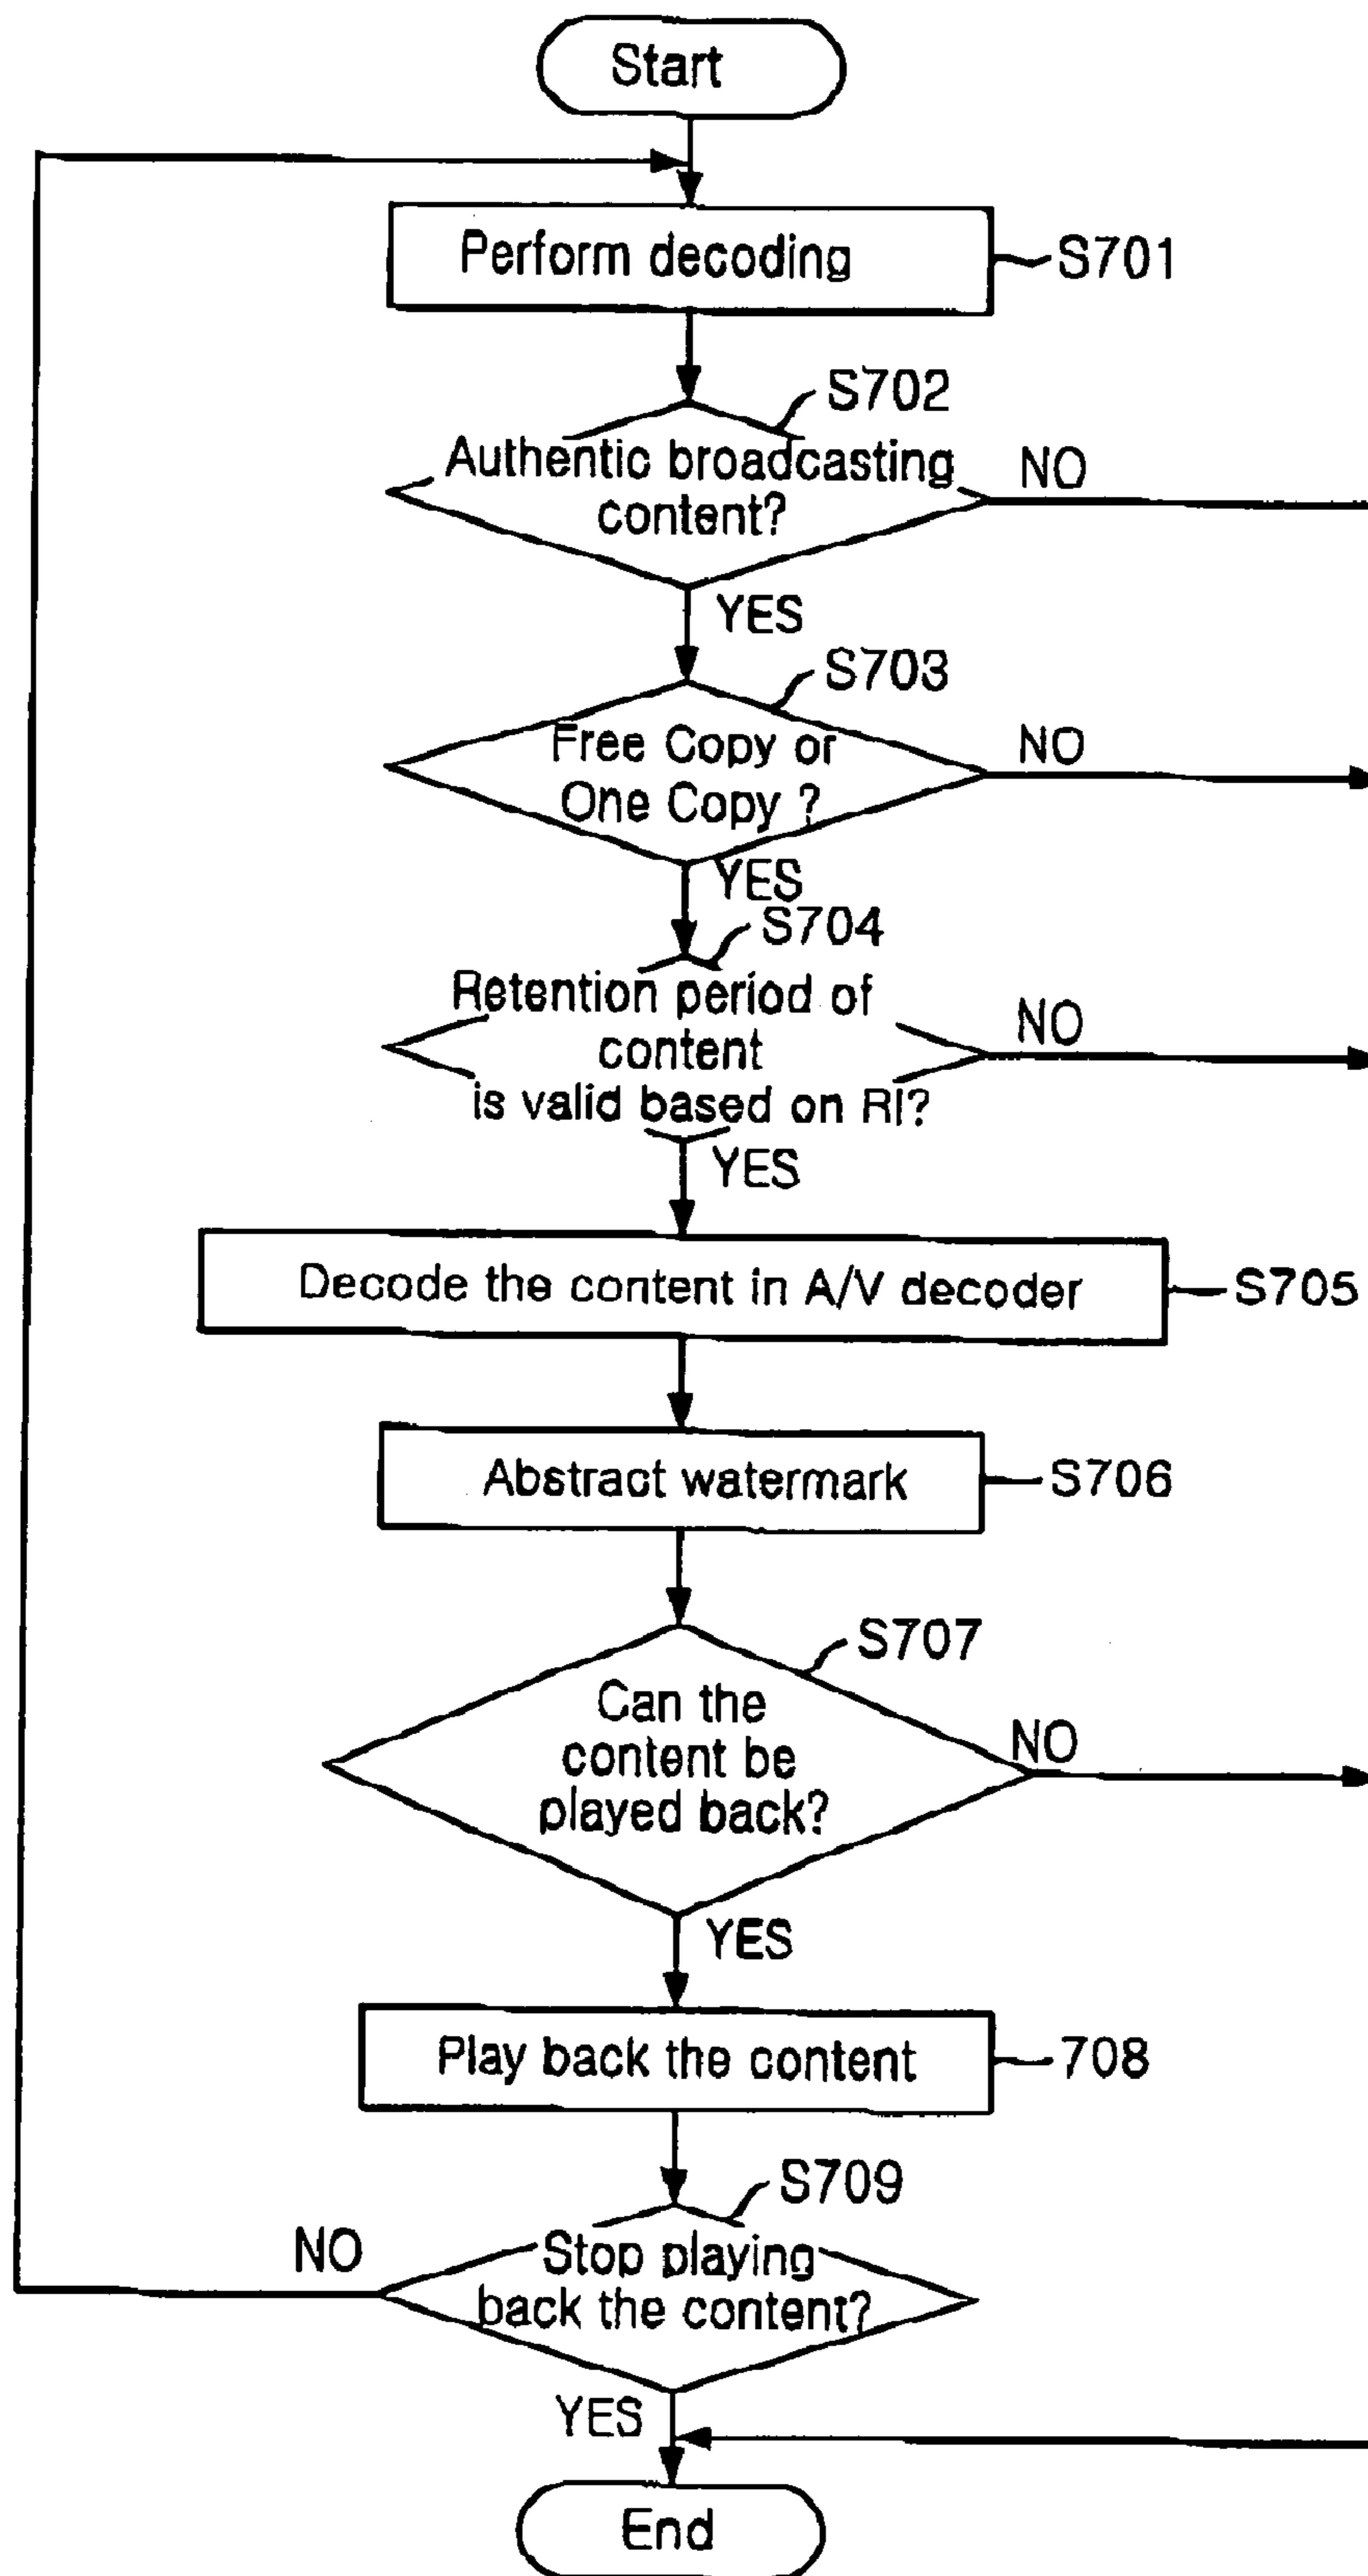 Start
Perform decoding
S701
S702
Authentic broadcasting
content?
NO
YES
S703
Free Copy or
One Copy ?
NO
YES
S704
Retention period of
content
is valid based on RI?
NO
YES
Decode the content in A/V decoder
S705
Abstract watermark
S706
S707
Can the
content be
played back?
NO
YES
Play back the content
708
S709
NO
Stop playing
back the content?
YES
End